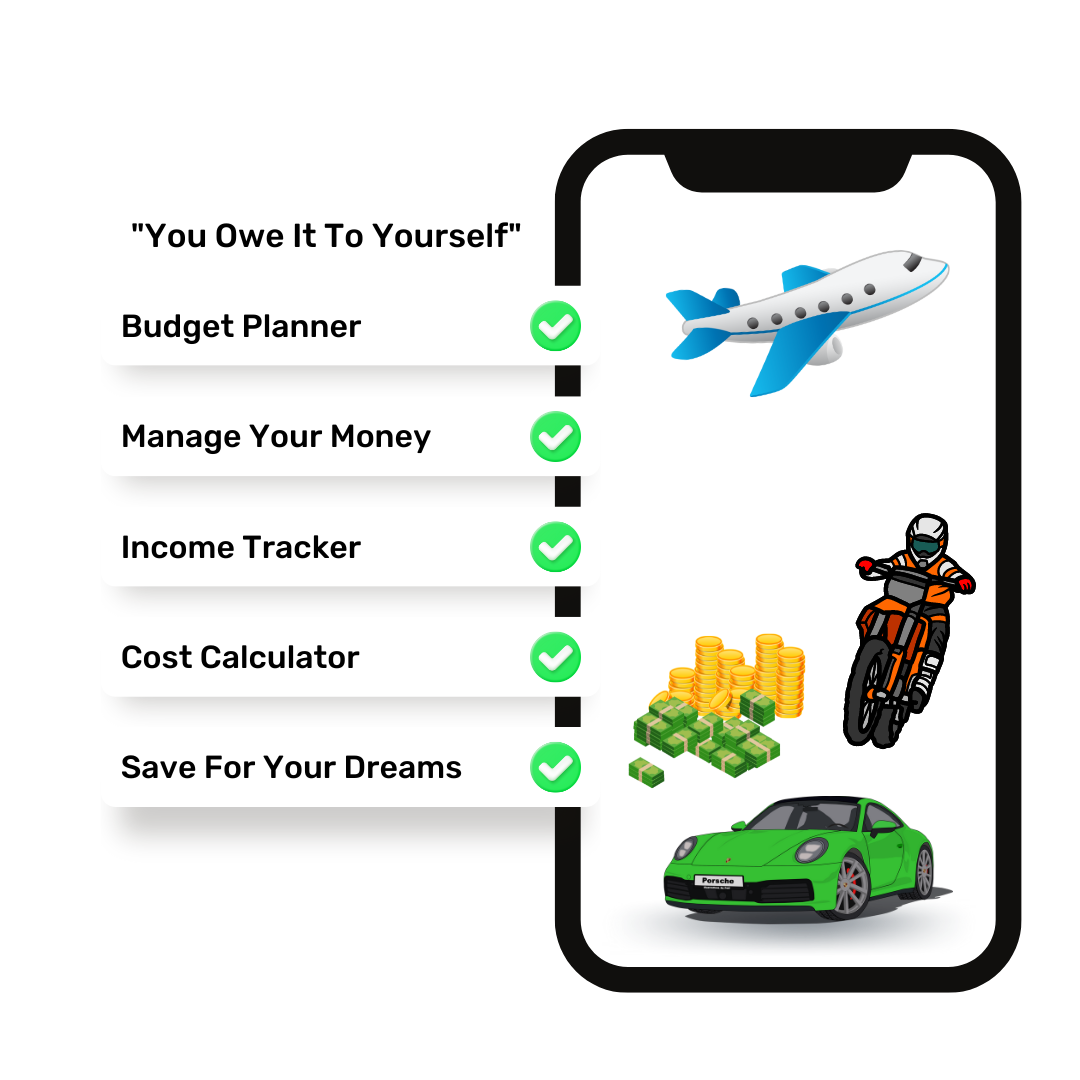 "You Owe It To Yourself"
Budget Planner
Manage Your Money
Income Tracker
Cost Calculator
Save For Your Dreams
Porsche